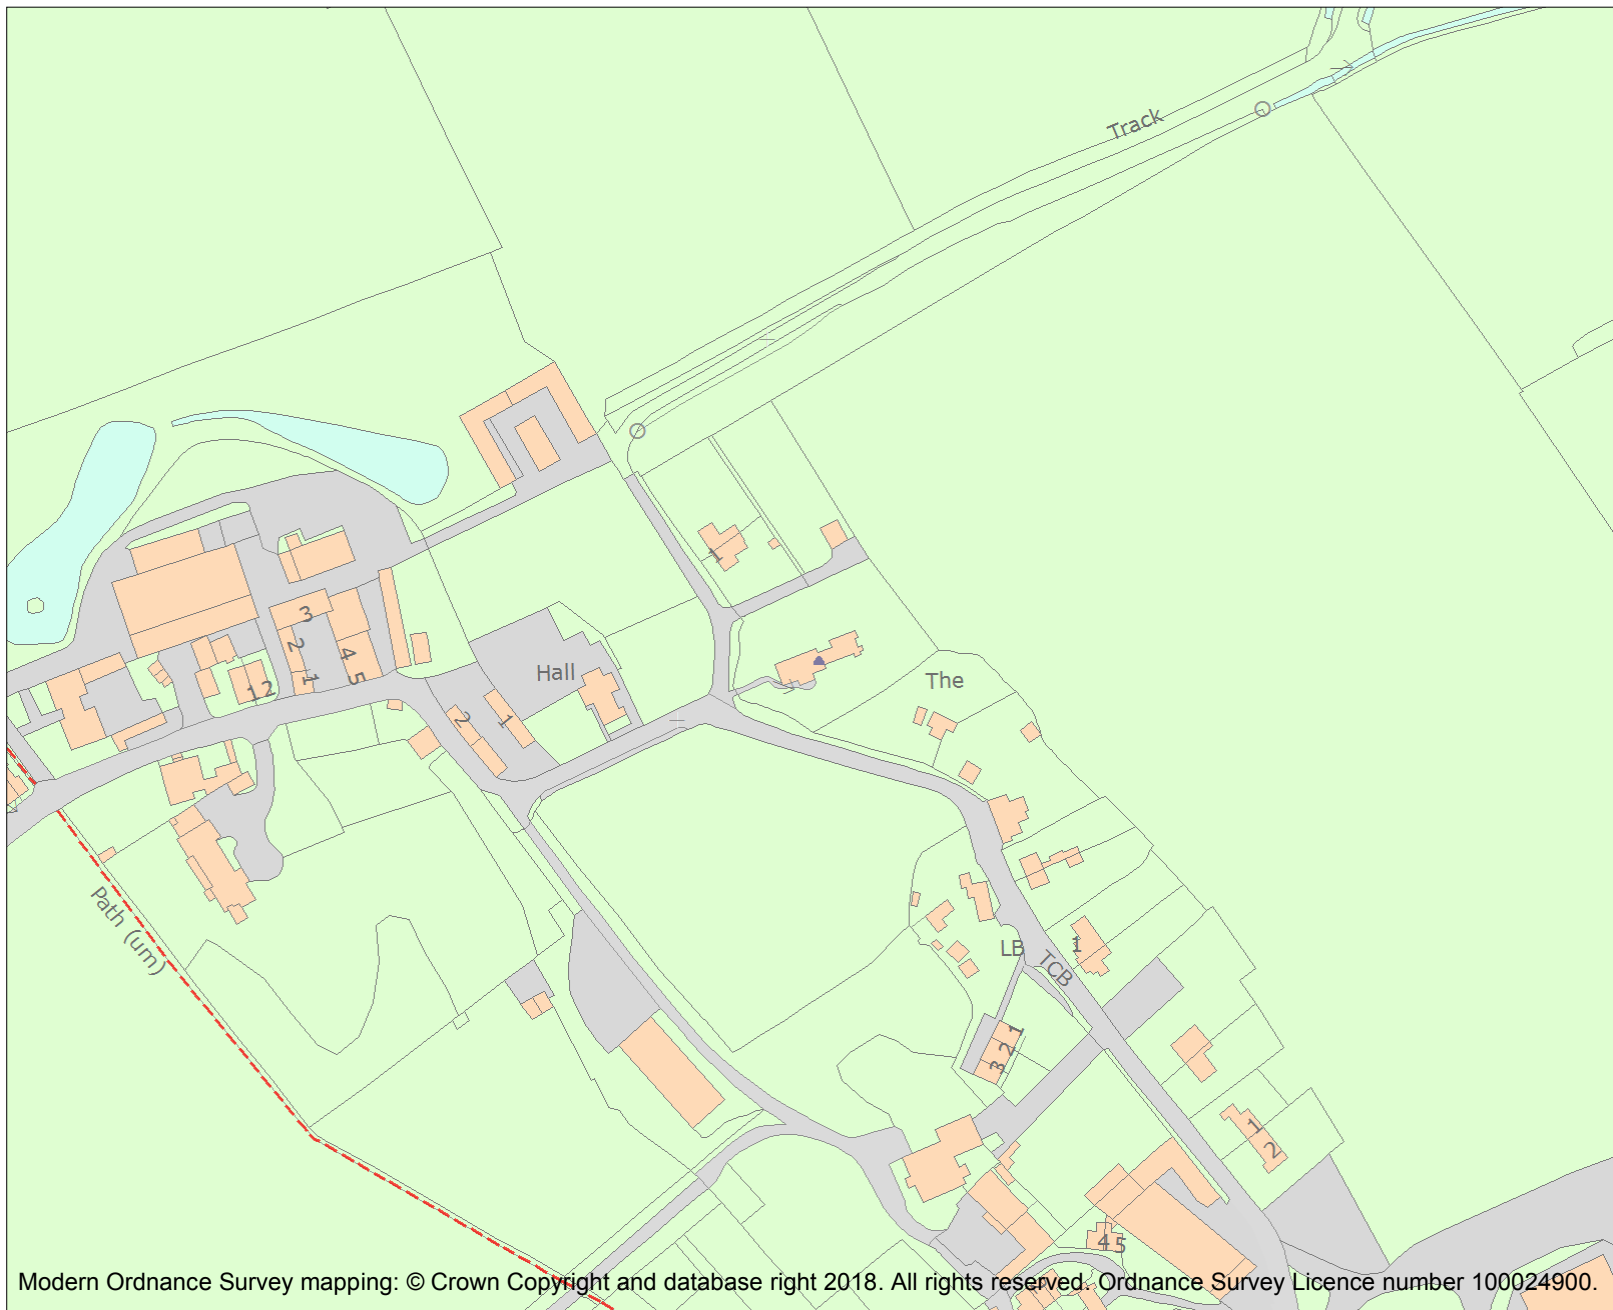 Track
Hall
The
3
2
1
4
5
1 2
2
1
1
Path (um)
LB
TCB
1
1
2
3
1
2
4 5
Modern Ordnance Survey mapping: © Crown Copyright and database right 2018. All rights reserved. Ordnance Survey Licence number 100024900.